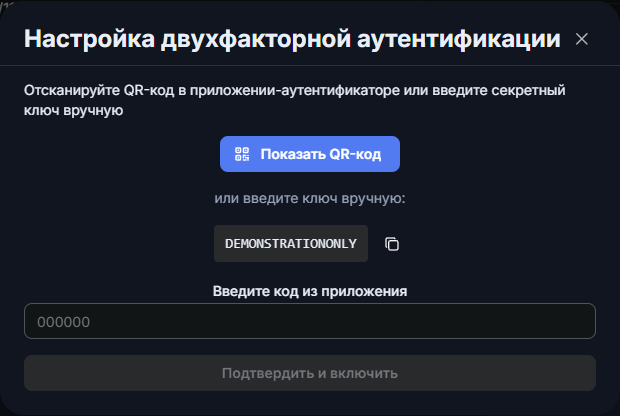 Настройка двухфакторной аутентификации
Отсканируйте QR-код в приложении-аутентификаторе или введите секретный
ключ вручную
Показать QR-код
или введите ключ вручную:
DEMONSTRATIONONLY
Введите код из приложения
000000
Подтвердить и включить